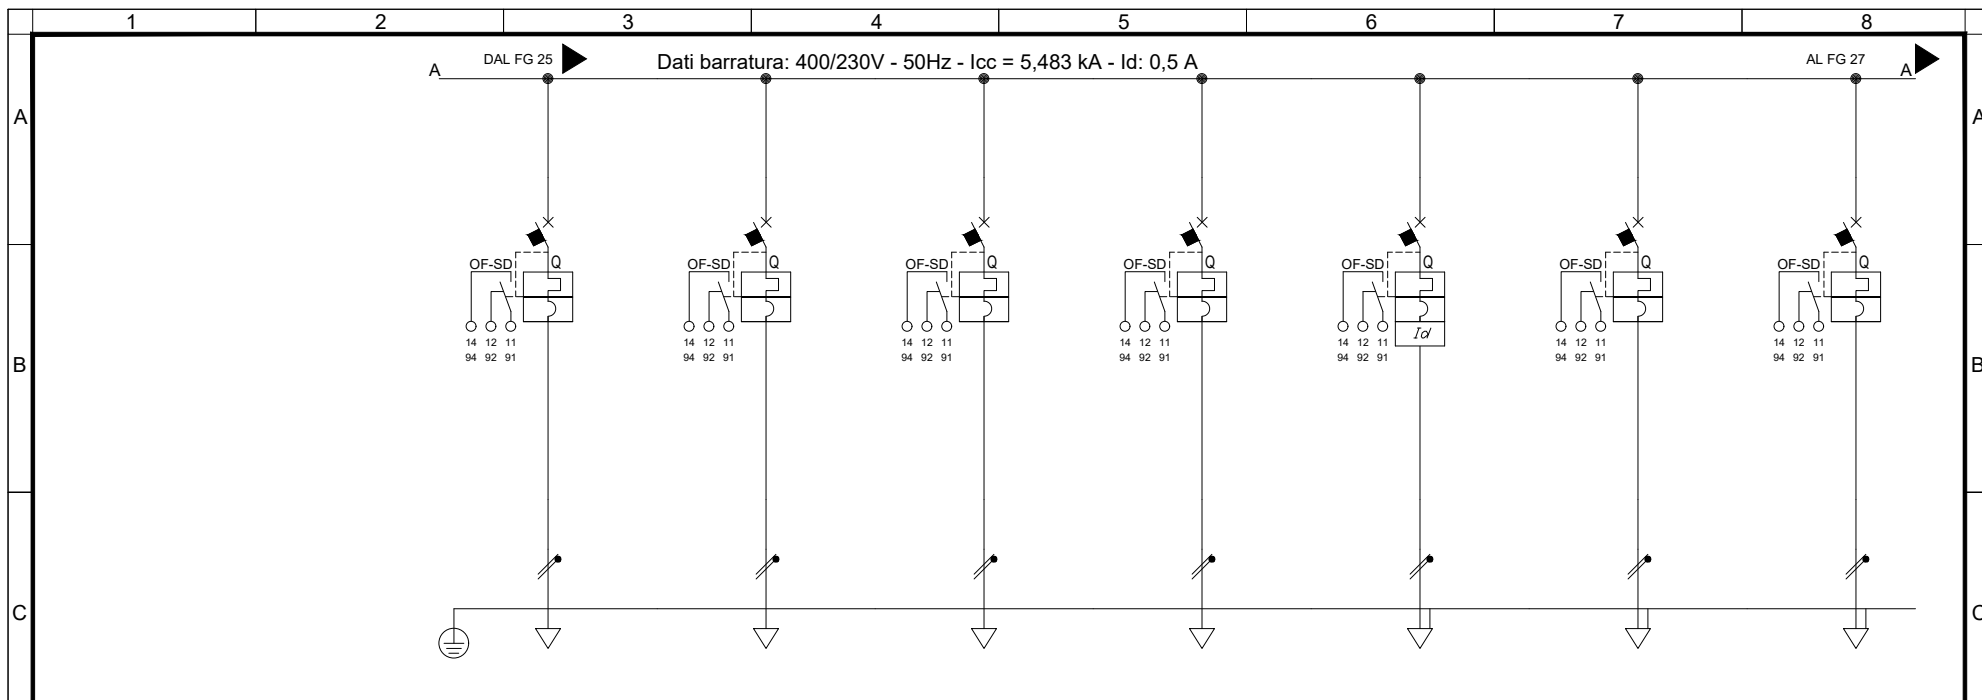 1 2 3 4 5 6 7 8
DAL FG 25 Dati barratura: 400/230V - 50Hz - Icc = 5,483 kA - Id: 0,5 A AL FG 27
A A
A A
OF-SD Q OF-SD Q OF-SD Q OF-SD Q OF-SD Q OF-SD Q OF-SD Q
14 12 11 14 12 11 14 12 11 14 12 11 14 12 11 Id 14 12 11 14 12 11
94 92 91 94 92 91 94 92 91 94 92 91 94 92 91 94 92 91 94 92 91
B B
C C